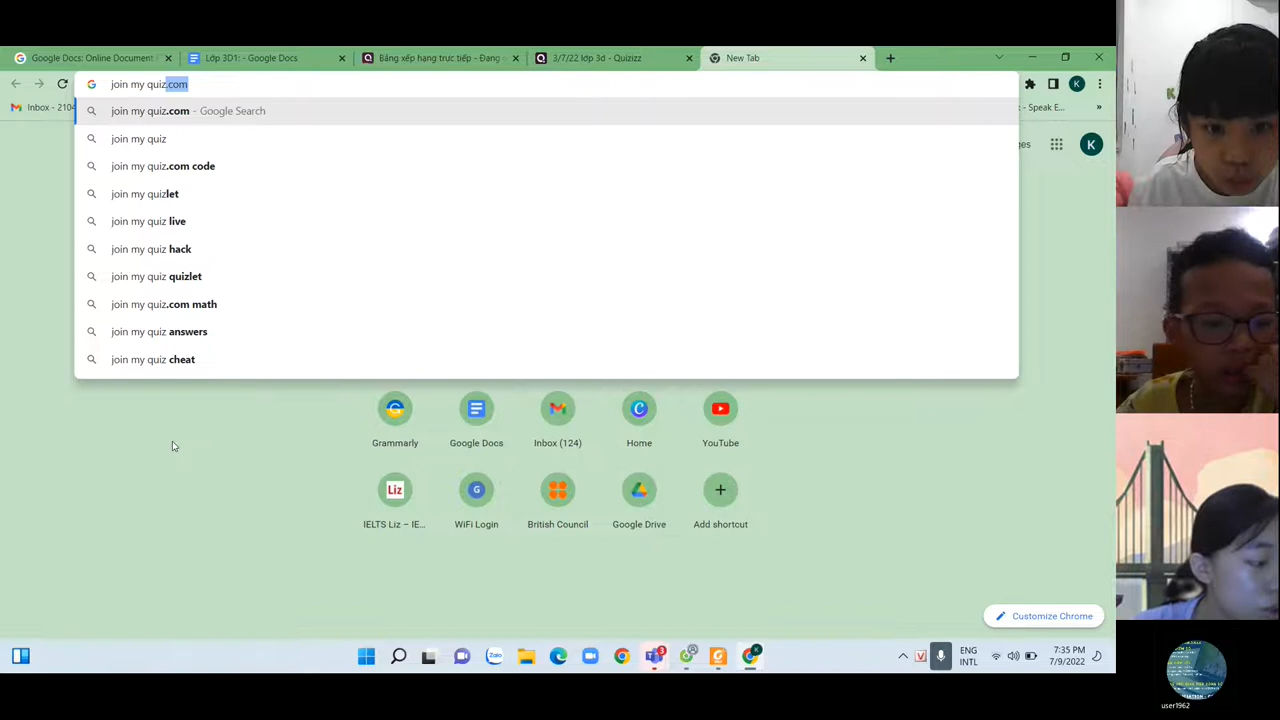 Google Docs: Online Document
Lớp 3D1: - Google Docs
Bảng xếp hạng trực tiếp - Đang
3/7/22 lớp 3d - Quizizz
New Tab
join my quiz.com
Inbox - 2104
- Speak E...
»
join my quiz.com - Google Search
join my quiz
join my quiz.com code
join my quizlet
join my quiz live
join my quiz hack
join my quiz quizlet
join my quiz.com math
join my quiz answers
join my quiz cheat
ges
K
K
Grammarly
Google Docs
Inbox (124)
Home
YouTube
Liz
G
IELTS Liz – IE...
WiFi Login
British Council
Google Drive
Add shortcut
Customize Chrome
Zalo
3
ENG
INTL
7:35 PM
7/9/2022
user1962